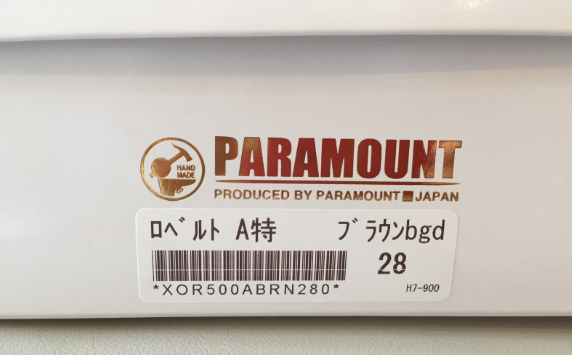 HAND
MADE
PARAMOUNT
PRODUCED BY PARAMOUNT JAPAN
ﾛﾍﾞﾙﾄ A特 ﾌﾞﾗｳﾝbgd
28
*XOR500ABRN280*
H7-900